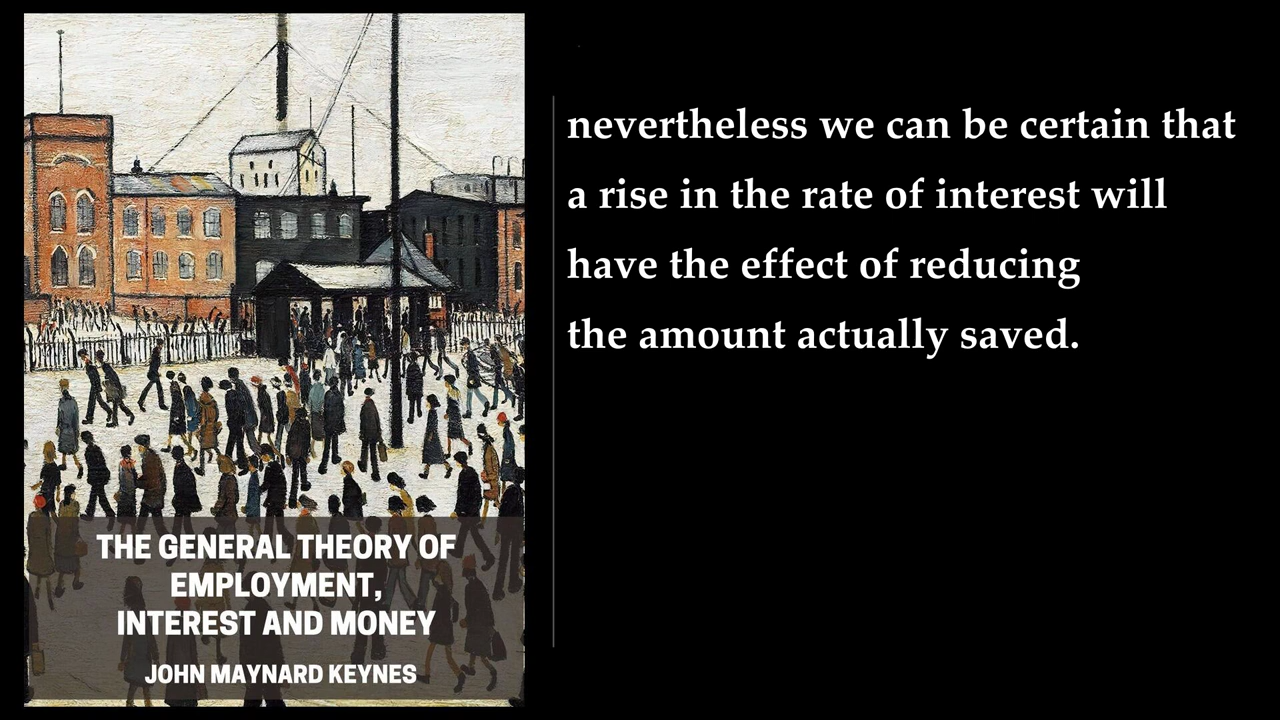 nevertheless we can be certain that
a rise in the rate of interest will
have the effect of reducing
the amount actually saved.
THE GENERAL THEORY OF
EMPLOYMENT,
INTEREST AND MONEY
JOHN MAYNARD KEYNES